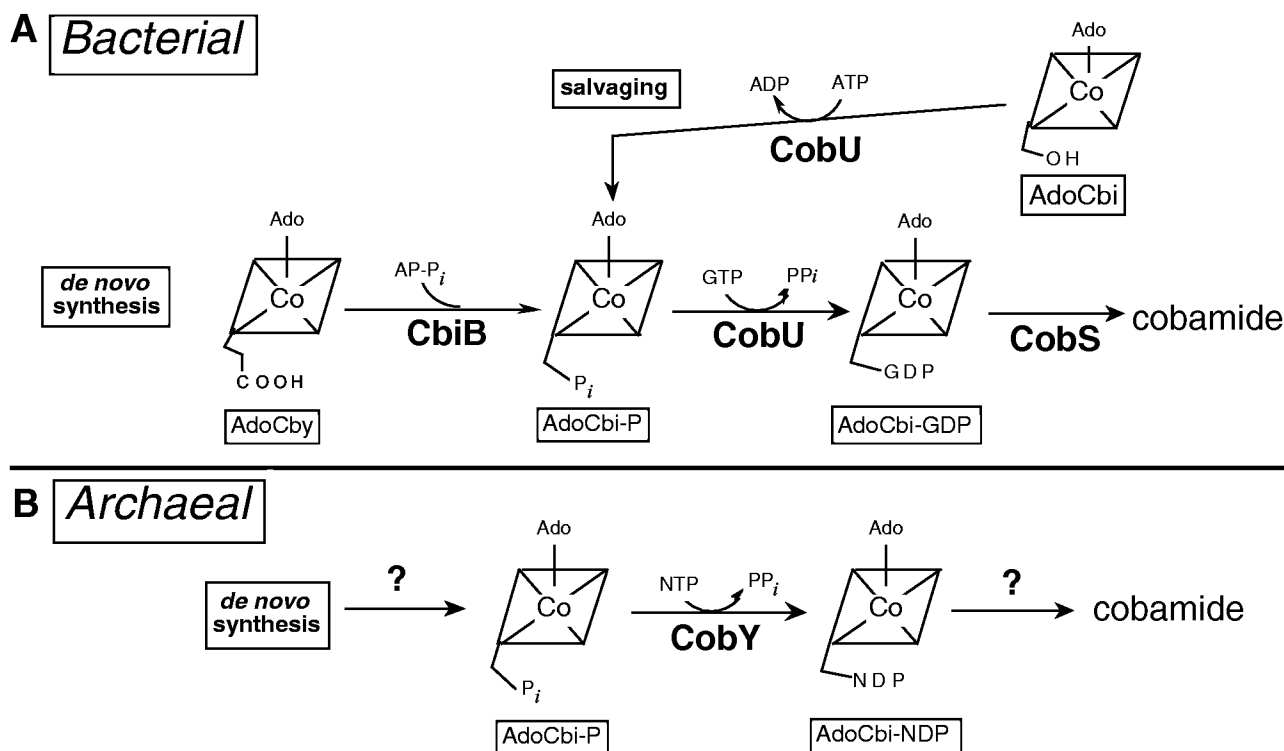 A Bacterial
Ado
salvaging
ADP
ATP
Co
CobU
OH
AdoCbi
Ado
Ado
Ado
de novo
synthesis
AP-Pi
GTP
PPi
Co
Co
Co
CbiB
CobU
CobS
cobamide
COOH
Pi
GDP
AdoCby
AdoCbi-P
AdoCbi-GDP
B Archaeal
Ado
Ado
?
?
NTP
PPi
de novo
synthesis
Co
Co
cobamide
CobY
Pi
NDP
AdoCbi-P
AdoCbi-NDP